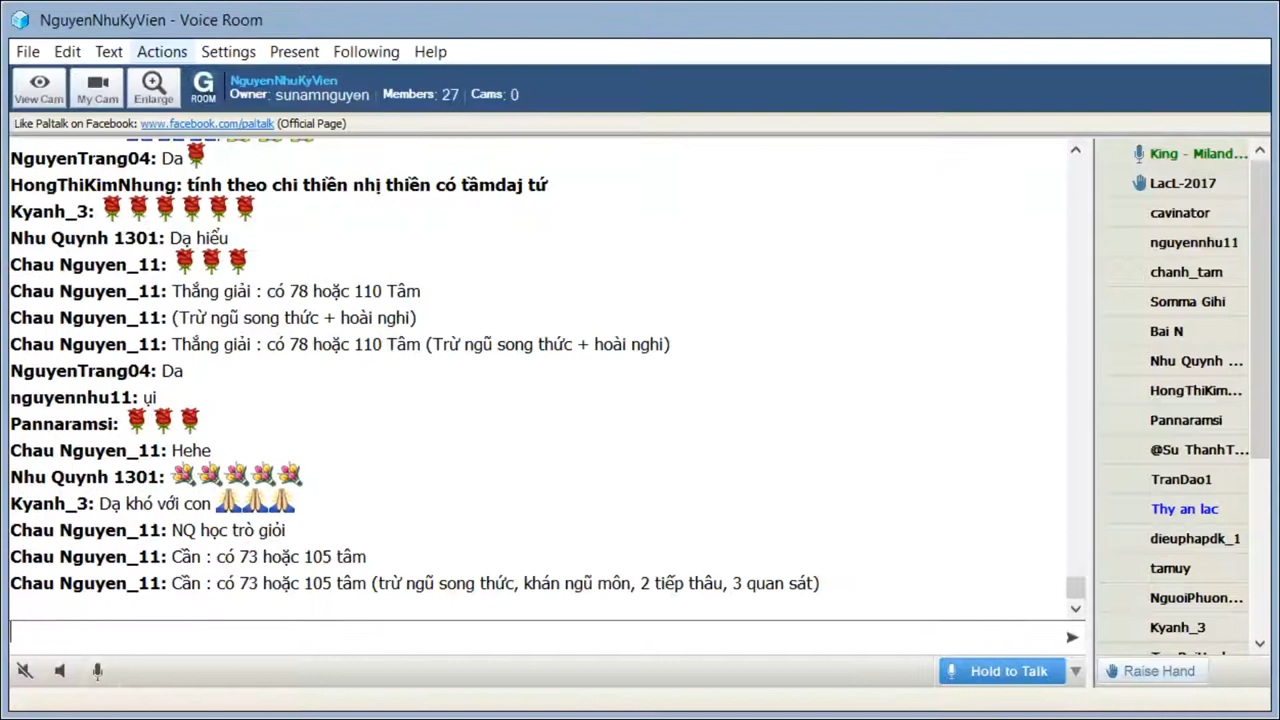 NguyenNhuKyVien - Voice Room
File Edit Text Actions Settings Present Following Help
View Cam My Cam Enlarge G ROOM
NguyenNhuKyVien
Owner: sunamnguyen Members: 27 Cams: 0
Like Paltalk on Facebook: www.facebook.com/paltalk (Official Page)
NguyenTrang04: Da
HongThiKimNhung: tính theo chi thiền nhị thiền có tầmdaj tứ
Kyanh_3:
Nhu Quynh 1301: Dạ hiểu
Chau Nguyen_11:
Chau Nguyen_11: Thắng giải : có 78 hoặc 110 Tâm
Chau Nguyen_11: (Trừ ngũ song thức + hoài nghi)
Chau Nguyen_11: Thắng giải : có 78 hoặc 110 Tâm (Trừ ngũ song thức + hoài nghi)
NguyenTrang04: Da
nguyennhu11: ụi
Pannaramsi:
Chau Nguyen_11: Hehe
Nhu Quynh 1301:
Kyanh_3: Dạ khó với con
Chau Nguyen_11: NQ học trò giỏi
Chau Nguyen_11: Cần : có 73 hoặc 105 tâm
Chau Nguyen_11: Cần : có 73 hoặc 105 tâm (trừ ngũ song thức, khán ngũ môn, 2 tiếp thâu, 3 quan sát)
King - Miland...
LacL-2017
cavinator
nguyennhu11
chanh_tam
Somma Gihi
Bai N
Nhu Quynh ...
HongThiKim...
Pannaramsi
@Su ThanhT...
TranDao1
Thy an lac
dieuphapdk_1
tamuy
NguoiPhuon...
Kyanh_3
Hold to Talk
Raise Hand